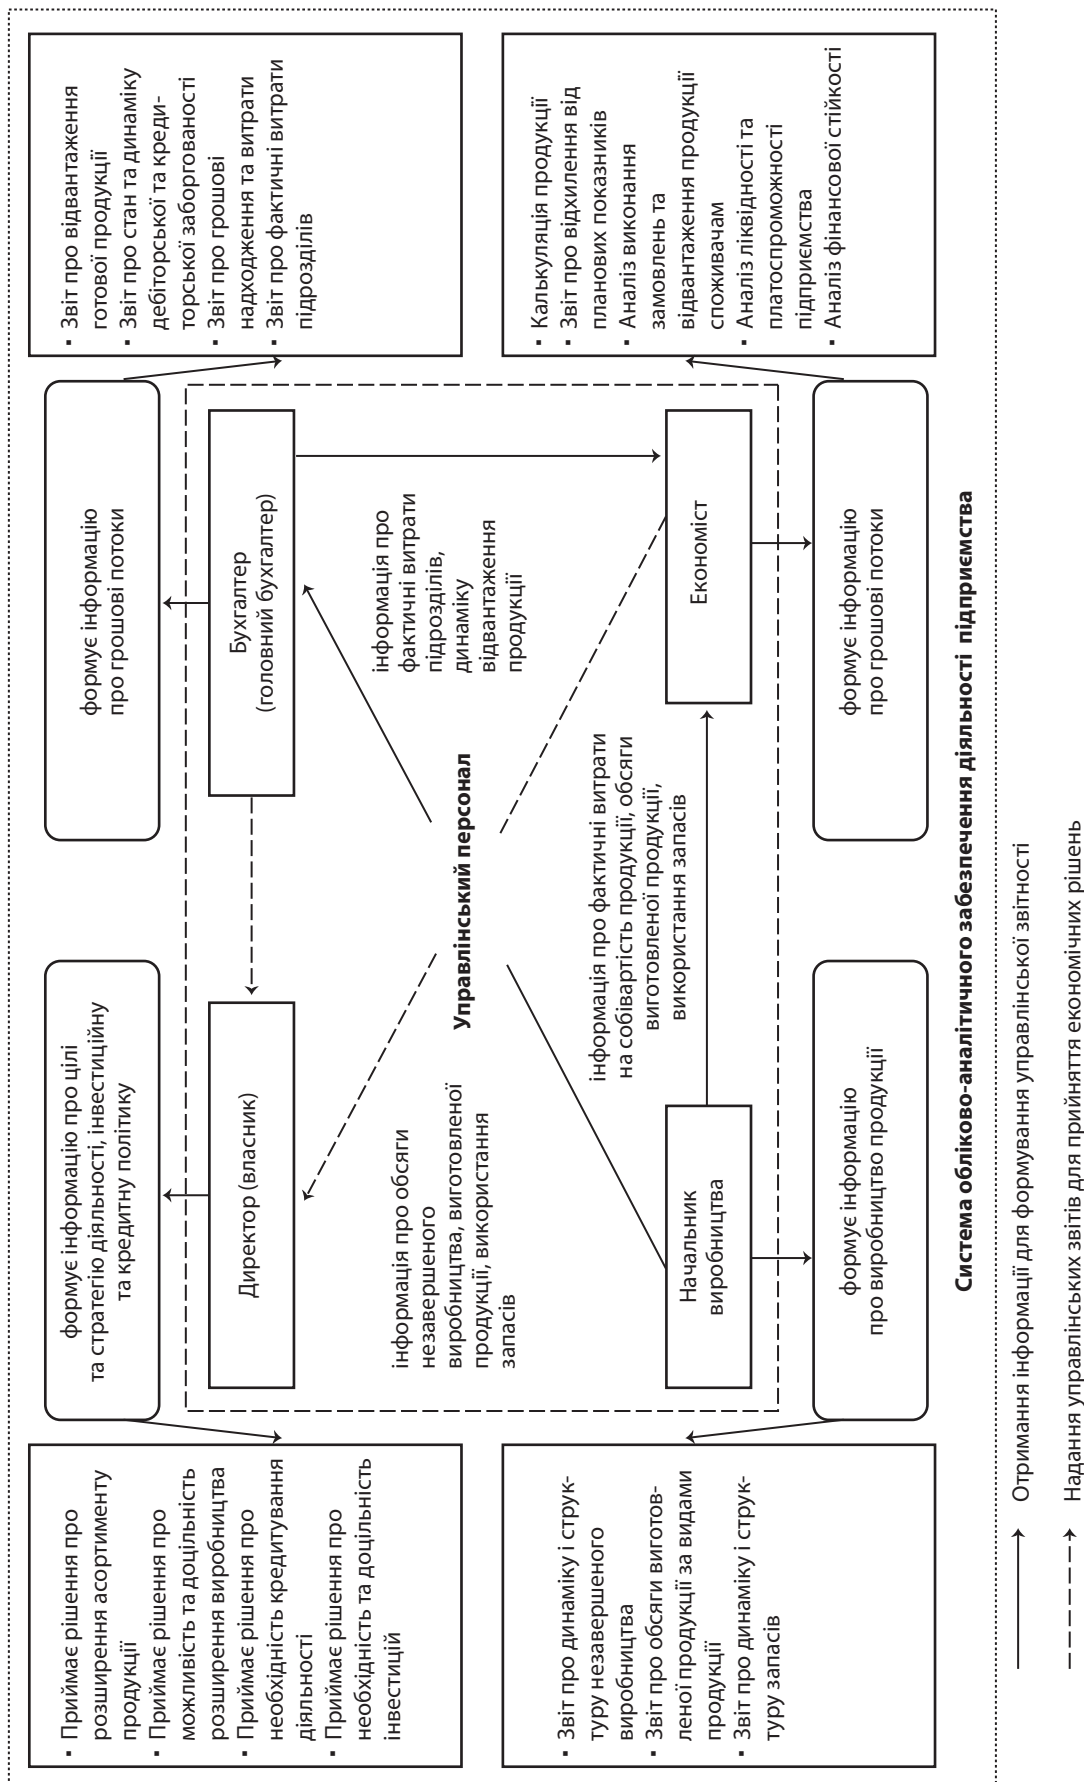 ▪ Приймає рішення про
розширення асортименту
продукції
▪ Приймає рішення про
можливість та доцільність
розширення виробництва
▪ Приймає рішення про
необхідність кредитування
діяльності
▪ Приймає рішення про
необхідність та доцільність
інвестицій
формує інформацію про цілі
та стратегію діяльності, інвестиційну
та кредитну політику
формує інформацію
про грошові потоки
▪ Звіт про відвантаження
готової продукції
▪ Звіт про стан та динаміку
дебіторської та креди-
торської заборгованості
▪ Звіт про грошові
надходження та витрати
▪ Звіт про фактичні витрати
підрозділів
Директор (власник)
Бухгалтер
(головний бухгалтер)
інформація про обсяги
незавершеного
виробництва, виготовленої
продукції, використання
запасів
Управлінський персонал
інформація про
фактичні витрати
підрозділів,
динаміку
відвантаження
продукції
інформація про фактичні витрати
на собівартість продукції, обсяги
виготовленої продукції,
використання запасів
Начальник
виробництва
Економіст
▪ Звіт про динаміку і струк-
туру незавершеного
виробництва
▪ Звіт про обсяги виготов-
леної продукції за видами
продукції
▪ Звіт про динаміку і струк-
туру запасів
формує інформацію
про виробництво продукції
формує інформацію
про грошові потоки
▪ Калькуляція продукції
▪ Звіт про відхилення від
планових показників
▪ Аналіз виконання
замовлень та
відвантаження продукції
споживачам
▪ Аналіз ліквідності та
платоспроможності
підприємства
▪ Аналіз фінансової стійкості
Система обліково-аналітичного забезпечення діяльності підприємства
Отримання інформації для формування управлінської звітності
Надання управлінських звітів для прийняття економічних рішень